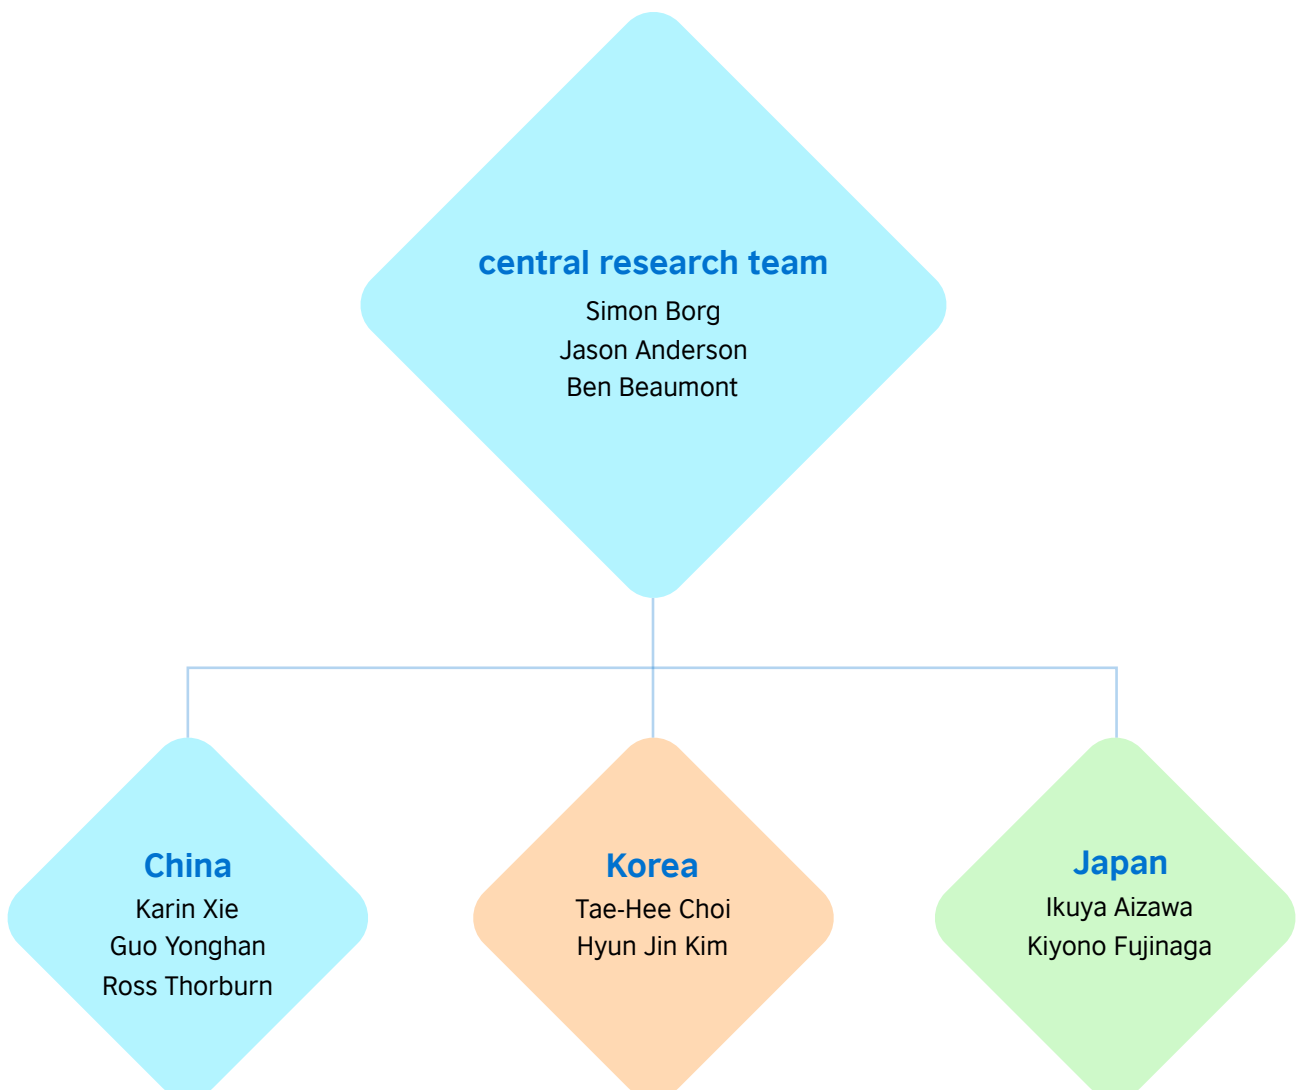 central research team
Simon Borg
Jason Anderson
Ben Beaumont
China
Karin Xie
Guo Yonghan
Ross Thorburn
Korea
Tae-Hee Choi
Hyun Jin Kim
Japan
Ikuya Aizawa
Kiyono Fujinaga